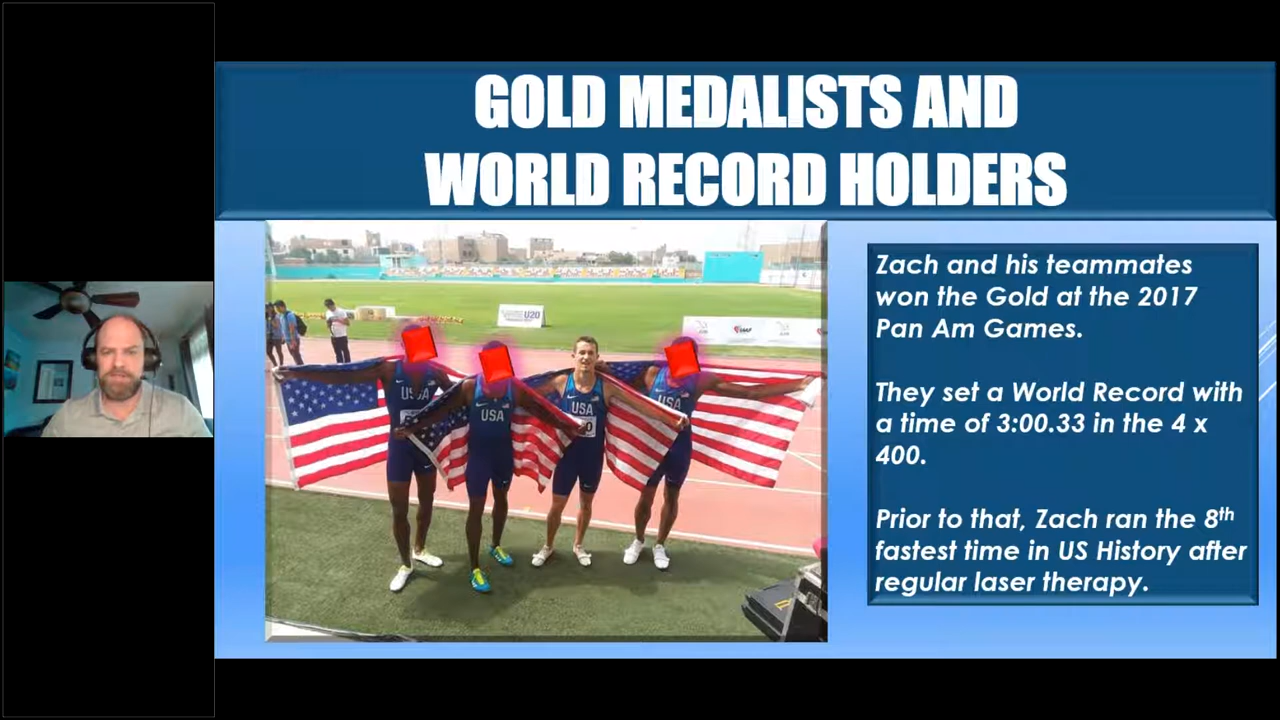 GOLD MEDALISTS AND
WORLD RECORD HOLDERS
Zach and his teammates
won the Gold at the 2017
Pan Am Games.
They set a World Record with
a time of 3:00.33 in the 4 x
400.
Prior to that, Zach ran the 8th
fastest time in US History after
regular laser therapy.
U20
USA
USA
USA
USA